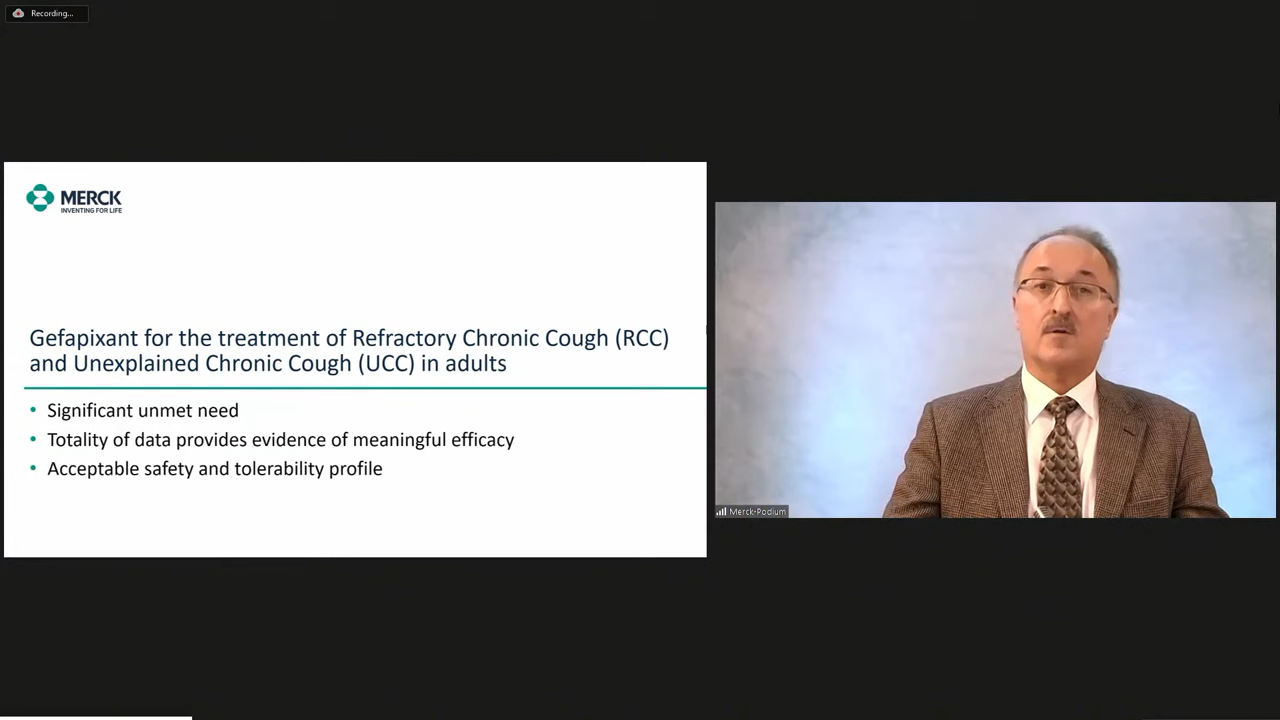 Recording...
MERCK
INVENTING FOR LIFE
Gefapixant for the treatment of Refractory Chronic Cough (RCC)
and Unexplained Chronic Cough (UCC) in adults
• Significant unmet need
• Totality of data provides evidence of meaningful efficacy
• Acceptable safety and tolerability profile
Merck-Podium